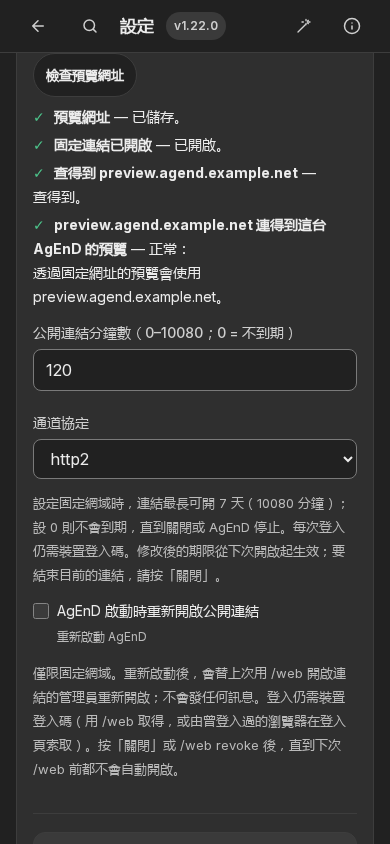 設定 v1.22.0
檢查預覽網址
✓ 預覽網址 — 已儲存。
✓ 固定連結已開啟 — 已開啟。
✓ 查得到 preview.agend.example.net —
查得到。
✓ preview.agend.example.net 連得到這台
AgEnD 的預覽 — 正常：
透過固定網址的預覽會使用
preview.agend.example.net。
公開連結分鐘數（0–10080；0 = 不到期）
120
通道協定
http2
設定固定網域時，連結最長可開 7 天（10080 分鐘）；
設 0 則不會到期，直到關閉或 AgEnD 停止。每次登入
仍需裝置登入碼。修改後的期限從下次開啟起生效；要
結束目前的連結，請按「關閉」。
AgEnD 啟動時重新開啟公開連結
重新啟動 AgEnD
僅限固定網域。重新啟動後，會替上次用 /web 開啟連
結的管理員重新開啟；不會發任何訊息。登入仍需裝置
登入碼（用 /web 取得，或由曾登入過的瀏覽器在登入
頁索取）。按「關閉」或 /web revoke 後，直到下次
/web 前都不會自動開啟。